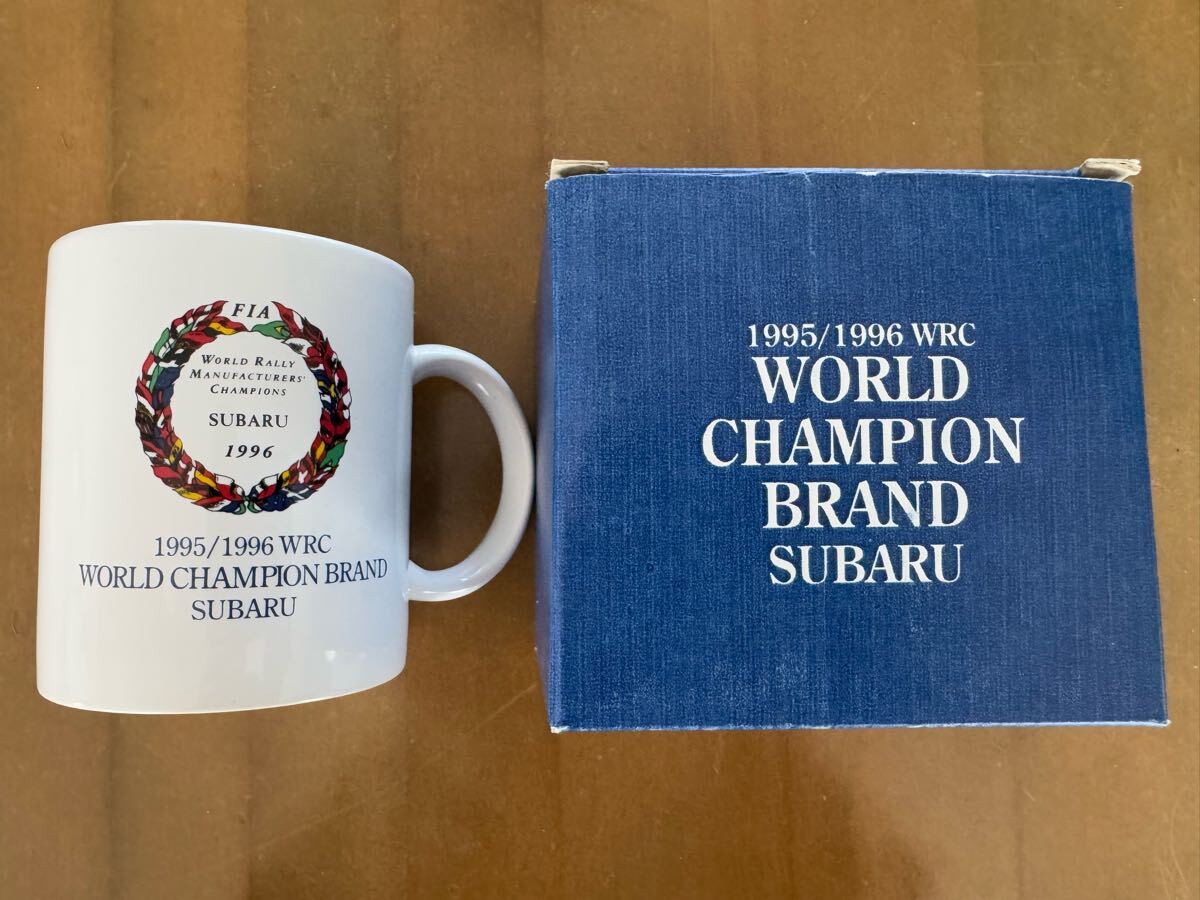 FIA
WORLD RALLY
MANUFACTURERS'
CHAMPIONS
SUBARU
1996
1995/1996 WRC
WORLD CHAMPION BRAND
SUBARU
1995/1996 WRC
WORLD
CHAMPION
BRAND
SUBARU